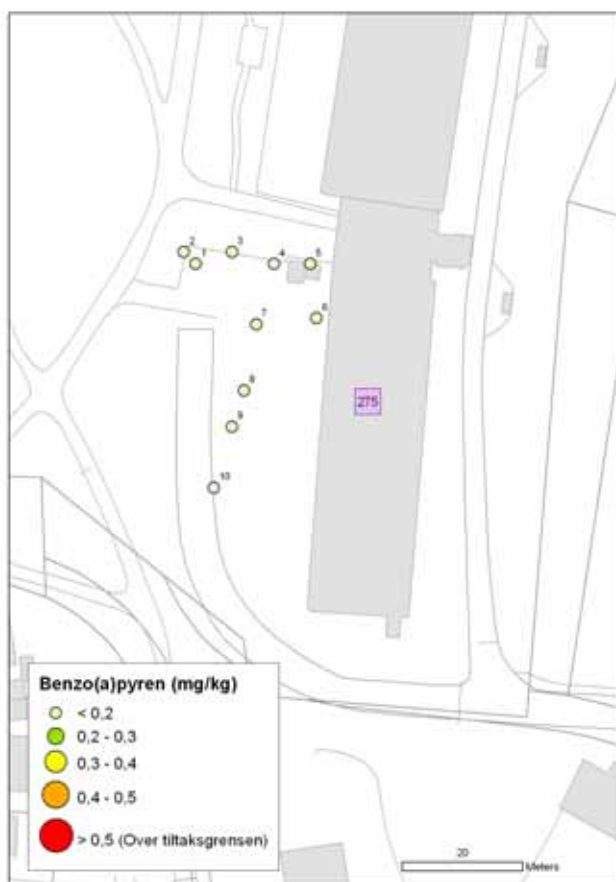 2
3
1
4
5
7
6
8
275
9
10
Benzo(a)pyren (mg/kg)
< 0,2
0,2 - 0,3
0,3 - 0,4
0,4 - 0,5
> 0,5 (Over tiltaksgrensen)
20
Meters